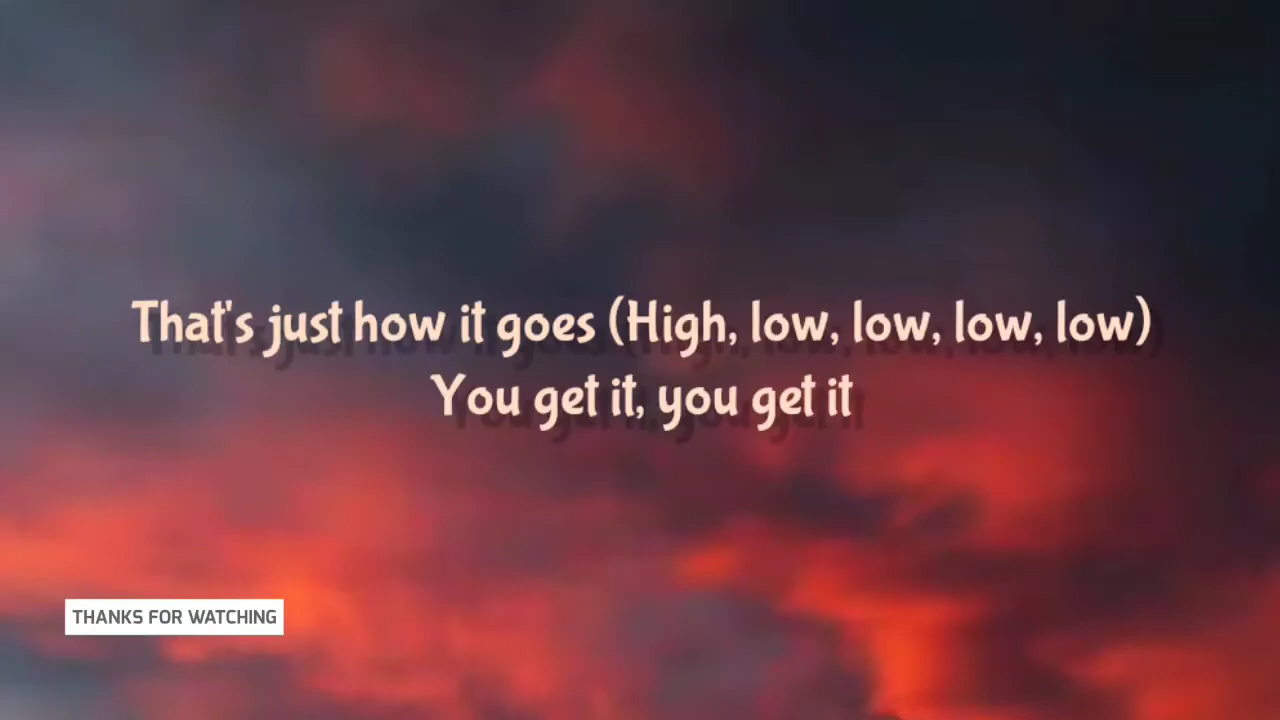 That's just how it goes (High, low, low, low, low)
You get it, you get it
THANKS FOR WATCHING